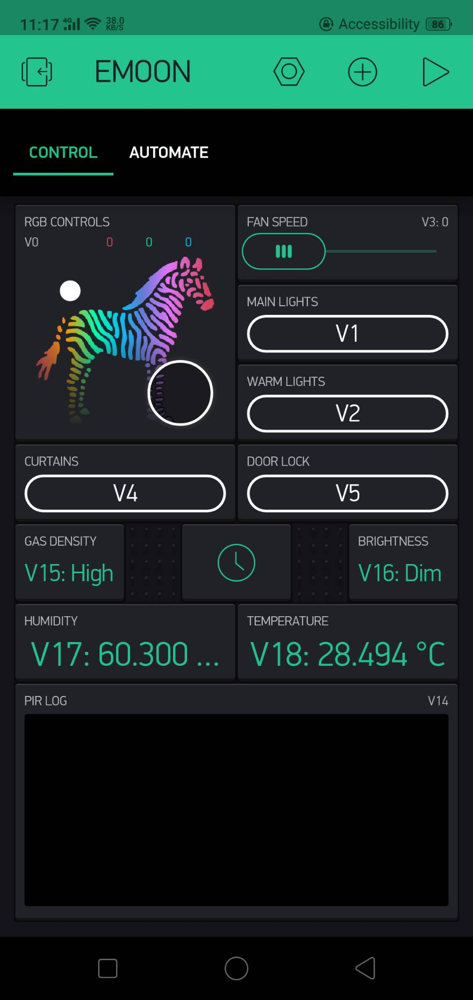 11:17 4G 38.0 KB/S Accessibility 86
EMOON
CONTROL AUTOMATE
RGB CONTROLS
V0 0 0 0
FAN SPEED V3: 0
MAIN LIGHTS
V1
WARM LIGHTS
V2
CURTAINS
V4
DOOR LOCK
V5
GAS DENSITY
V15: High
BRIGHTNESS
V16: Dim
HUMIDITY
V17: 60.300 ...
TEMPERATURE
V18: 28.494 °C
PIR LOG V14